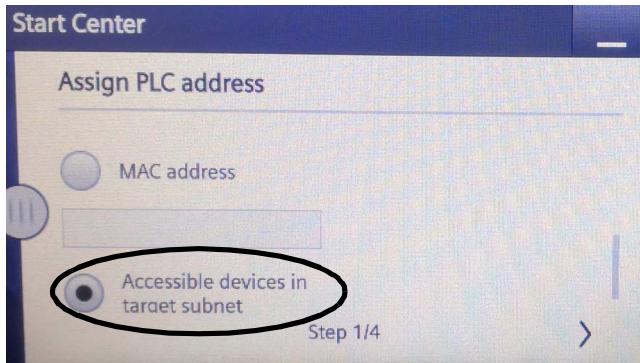 Start Center
Assign PLC address
MAC address
Accessible devices in
target subnet
Step 1/4